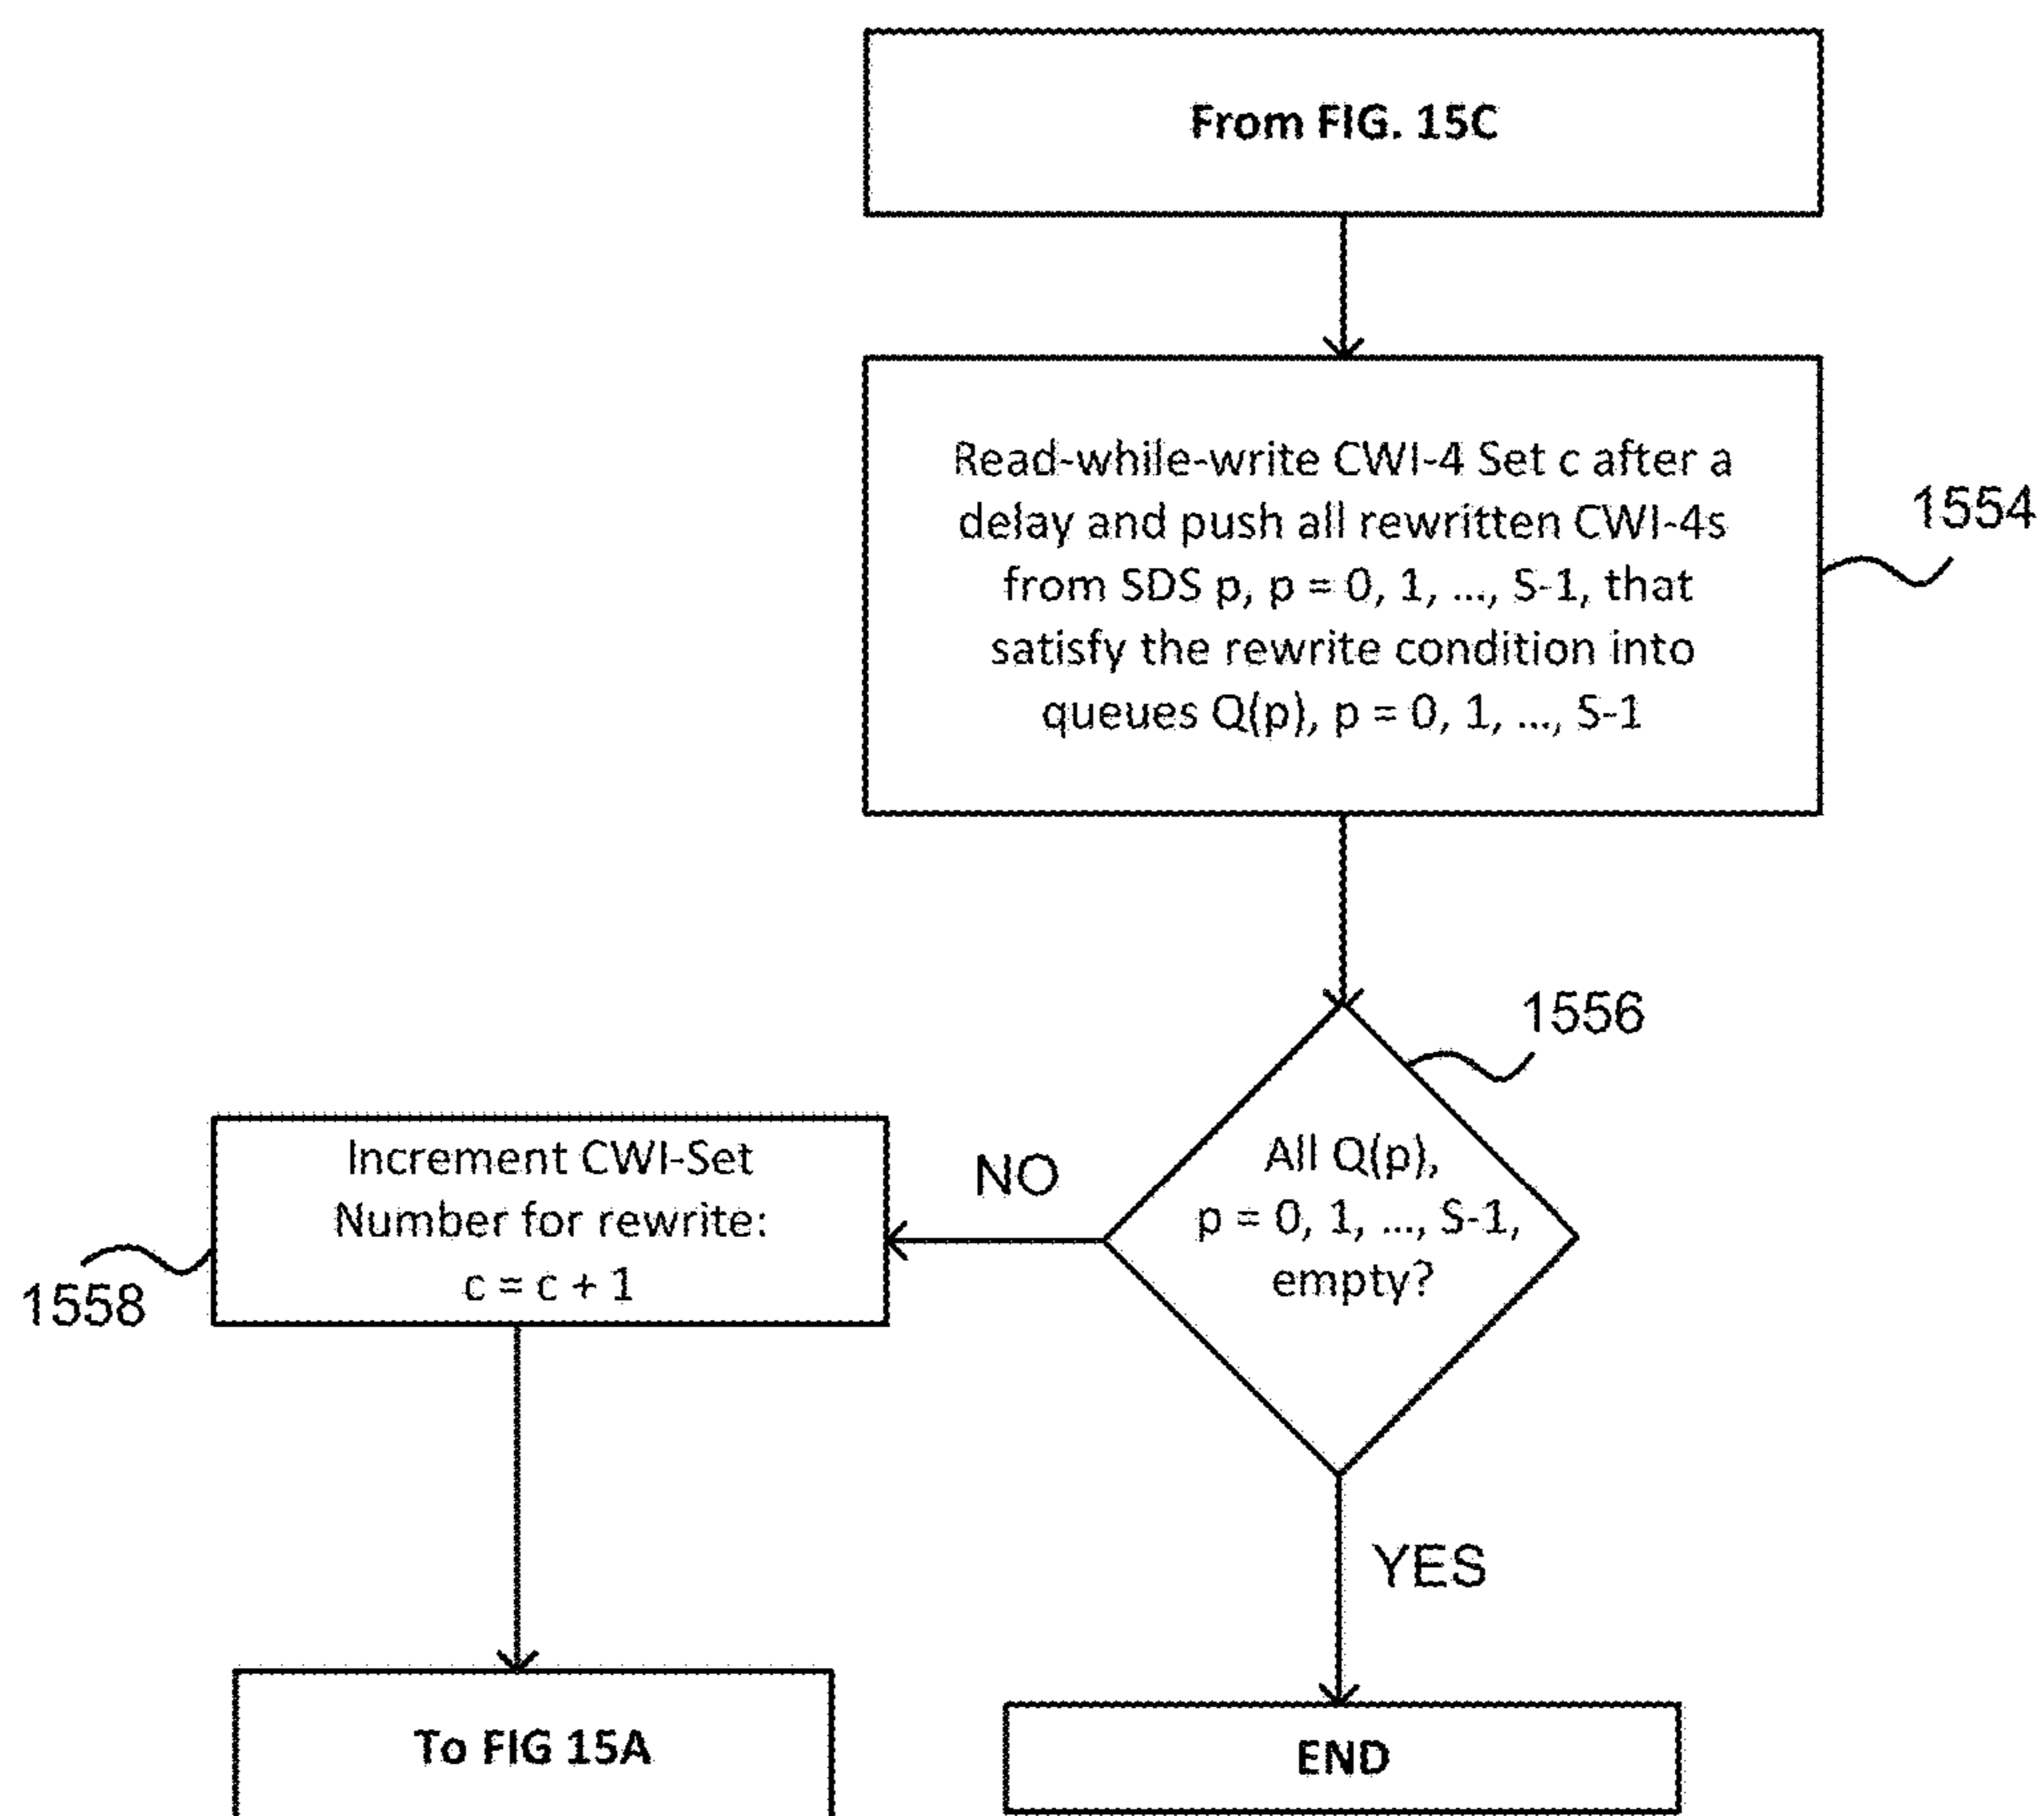 From FIG. 15C
Read-while-write CWI-4 Set c after a
delay and push all rewritten CWI-4s
from SDS p, p = 0, 1, ..., S-1, that
satisfy the rewrite condition into
queues Q(p), p = 0, 1, ..., S-1
1554
1556
All Q(p),
p = 0, 1, ..., S-1,
empty?
NO
Increment CWI-Set
Number for rewrite:
c = c + 1
1558
YES
To FIG 15A
END